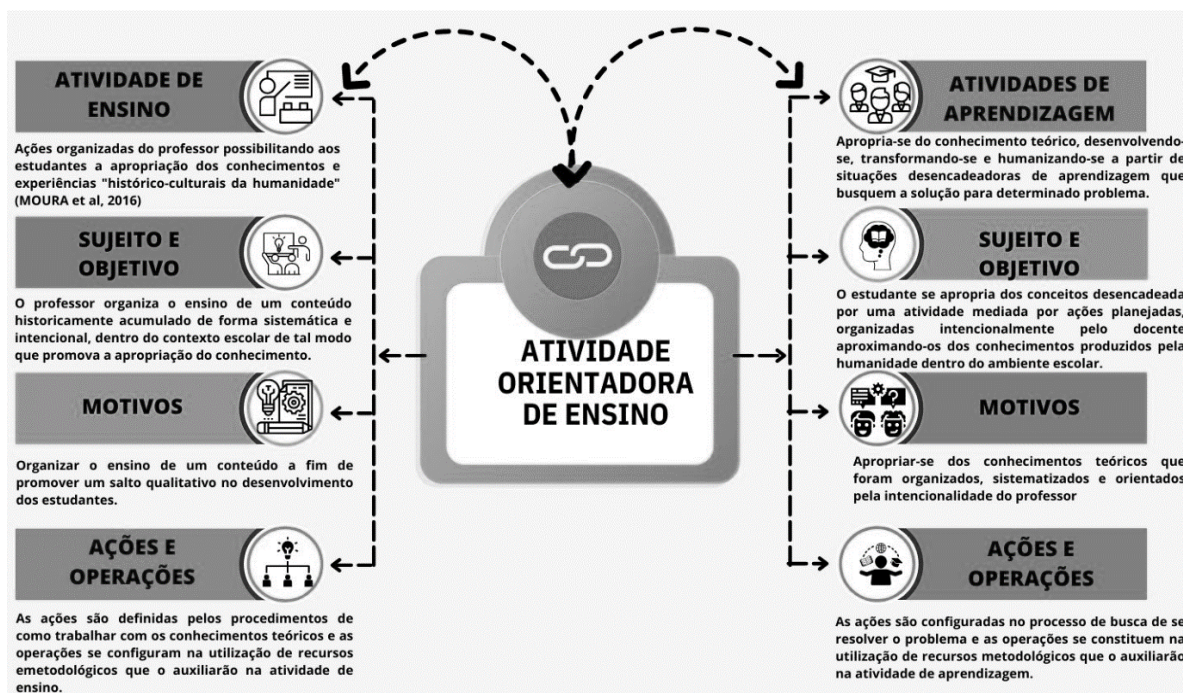 ATIVIDADE DE
ENSINO
Ações organizadas do professor possibilitando aos
estudantes a apropriação dos conhecimentos e
experiências "histórico-culturais da humanidade"
(MOURA et al, 2016)
SUJEITO E
OBJETIVO
O professor organiza o ensino de um conteúdo
historicamente acumulado de forma sistemática e
intencional, dentro do contexto escolar de tal modo
que promova a apropriação do conhecimento.
MOTIVOS
Organizar o ensino de um conteúdo a fim de
promover um salto qualitativo no desenvolvimento
dos estudantes.
AÇÕES E
OPERAÇÕES
As ações são definidas pelos procedimentos de
como trabalhar com os conhecimentos teóricos e as
operações se configuram na utilização de recursos
emetodológicos que o auxiliarão na atividade de
ensino.
ATIVIDADE
ORIENTADORA
DE ENSINO
ATIVIDADES DE
APRENDIZAGEM
Apropria-se do conhecimento teórico, desenvolvendo-
se, transformando-se e humanizando-se a partir de
situações desencadeadoras de aprendizagem que
busquem a solução para determinado problema.
SUJEITO E
OBJETIVO
O estudante se apropria dos conceitos desencadeada
por uma atividade mediada por ações planejadas,
organizadas intencionalmente pelo docente
aproximando-os dos conhecimentos produzidos pela
humanidade dentro do ambiente escolar.
MOTIVOS
Apropriar-se dos conhecimentos teóricos que
foram organizados, sistematizados e orientados
pela intencionalidade do professor
AÇÕES E
OPERAÇÕES
As ações são configuradas no processo de busca de se
resolver o problema e as operações se constituem na
utilização de recursos metodológicos que o auxiliarão
na atividade de aprendizagem.